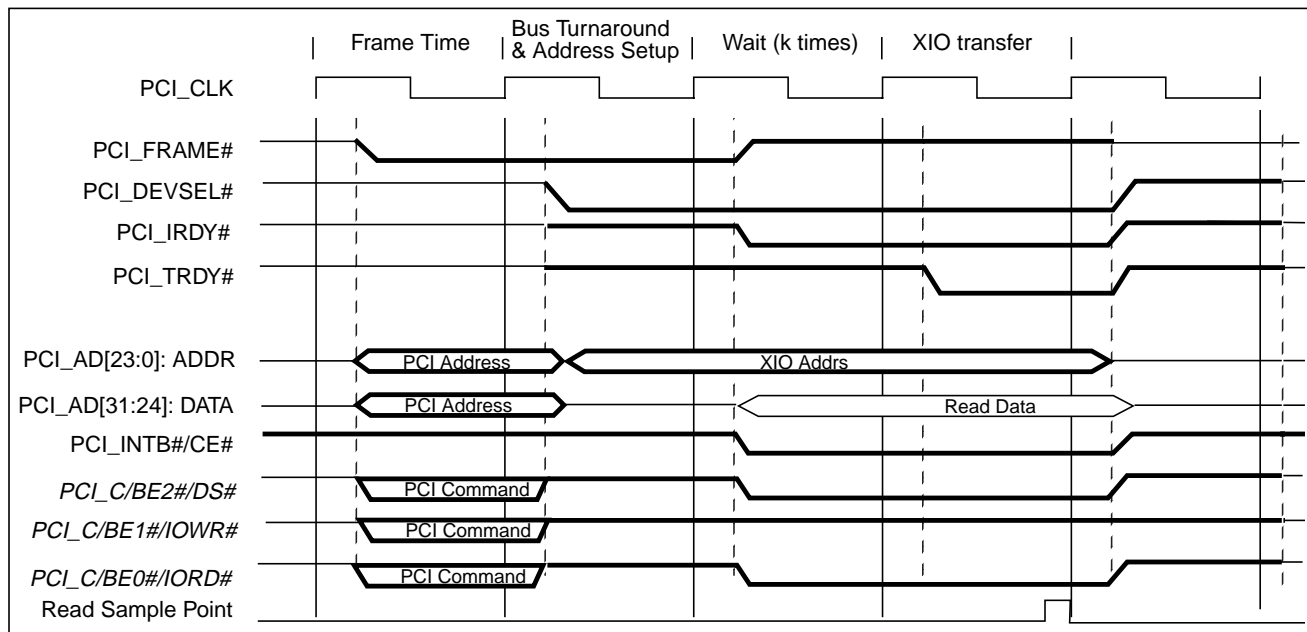 Frame Time
Bus Turnaround
& Address Setup
Wait (k times)
XIO transfer
PCI_CLK
PCI_FRAME#
PCI_DEVSEL#
PCI_IRDY#
PCI_TRDY#
PCI_AD[23:0]: ADDR
PCI Address
XIO Addrs
PCI_AD[31:24]: DATA
PCI Address
Read Data
PCI_INTB#/CE#
PCI_C/BE2#/DS#
PCI Command
PCI_C/BE1#/IOWR#
PCI Command
PCI_C/BE0#/IORD#
PCI Command
Read Sample Point